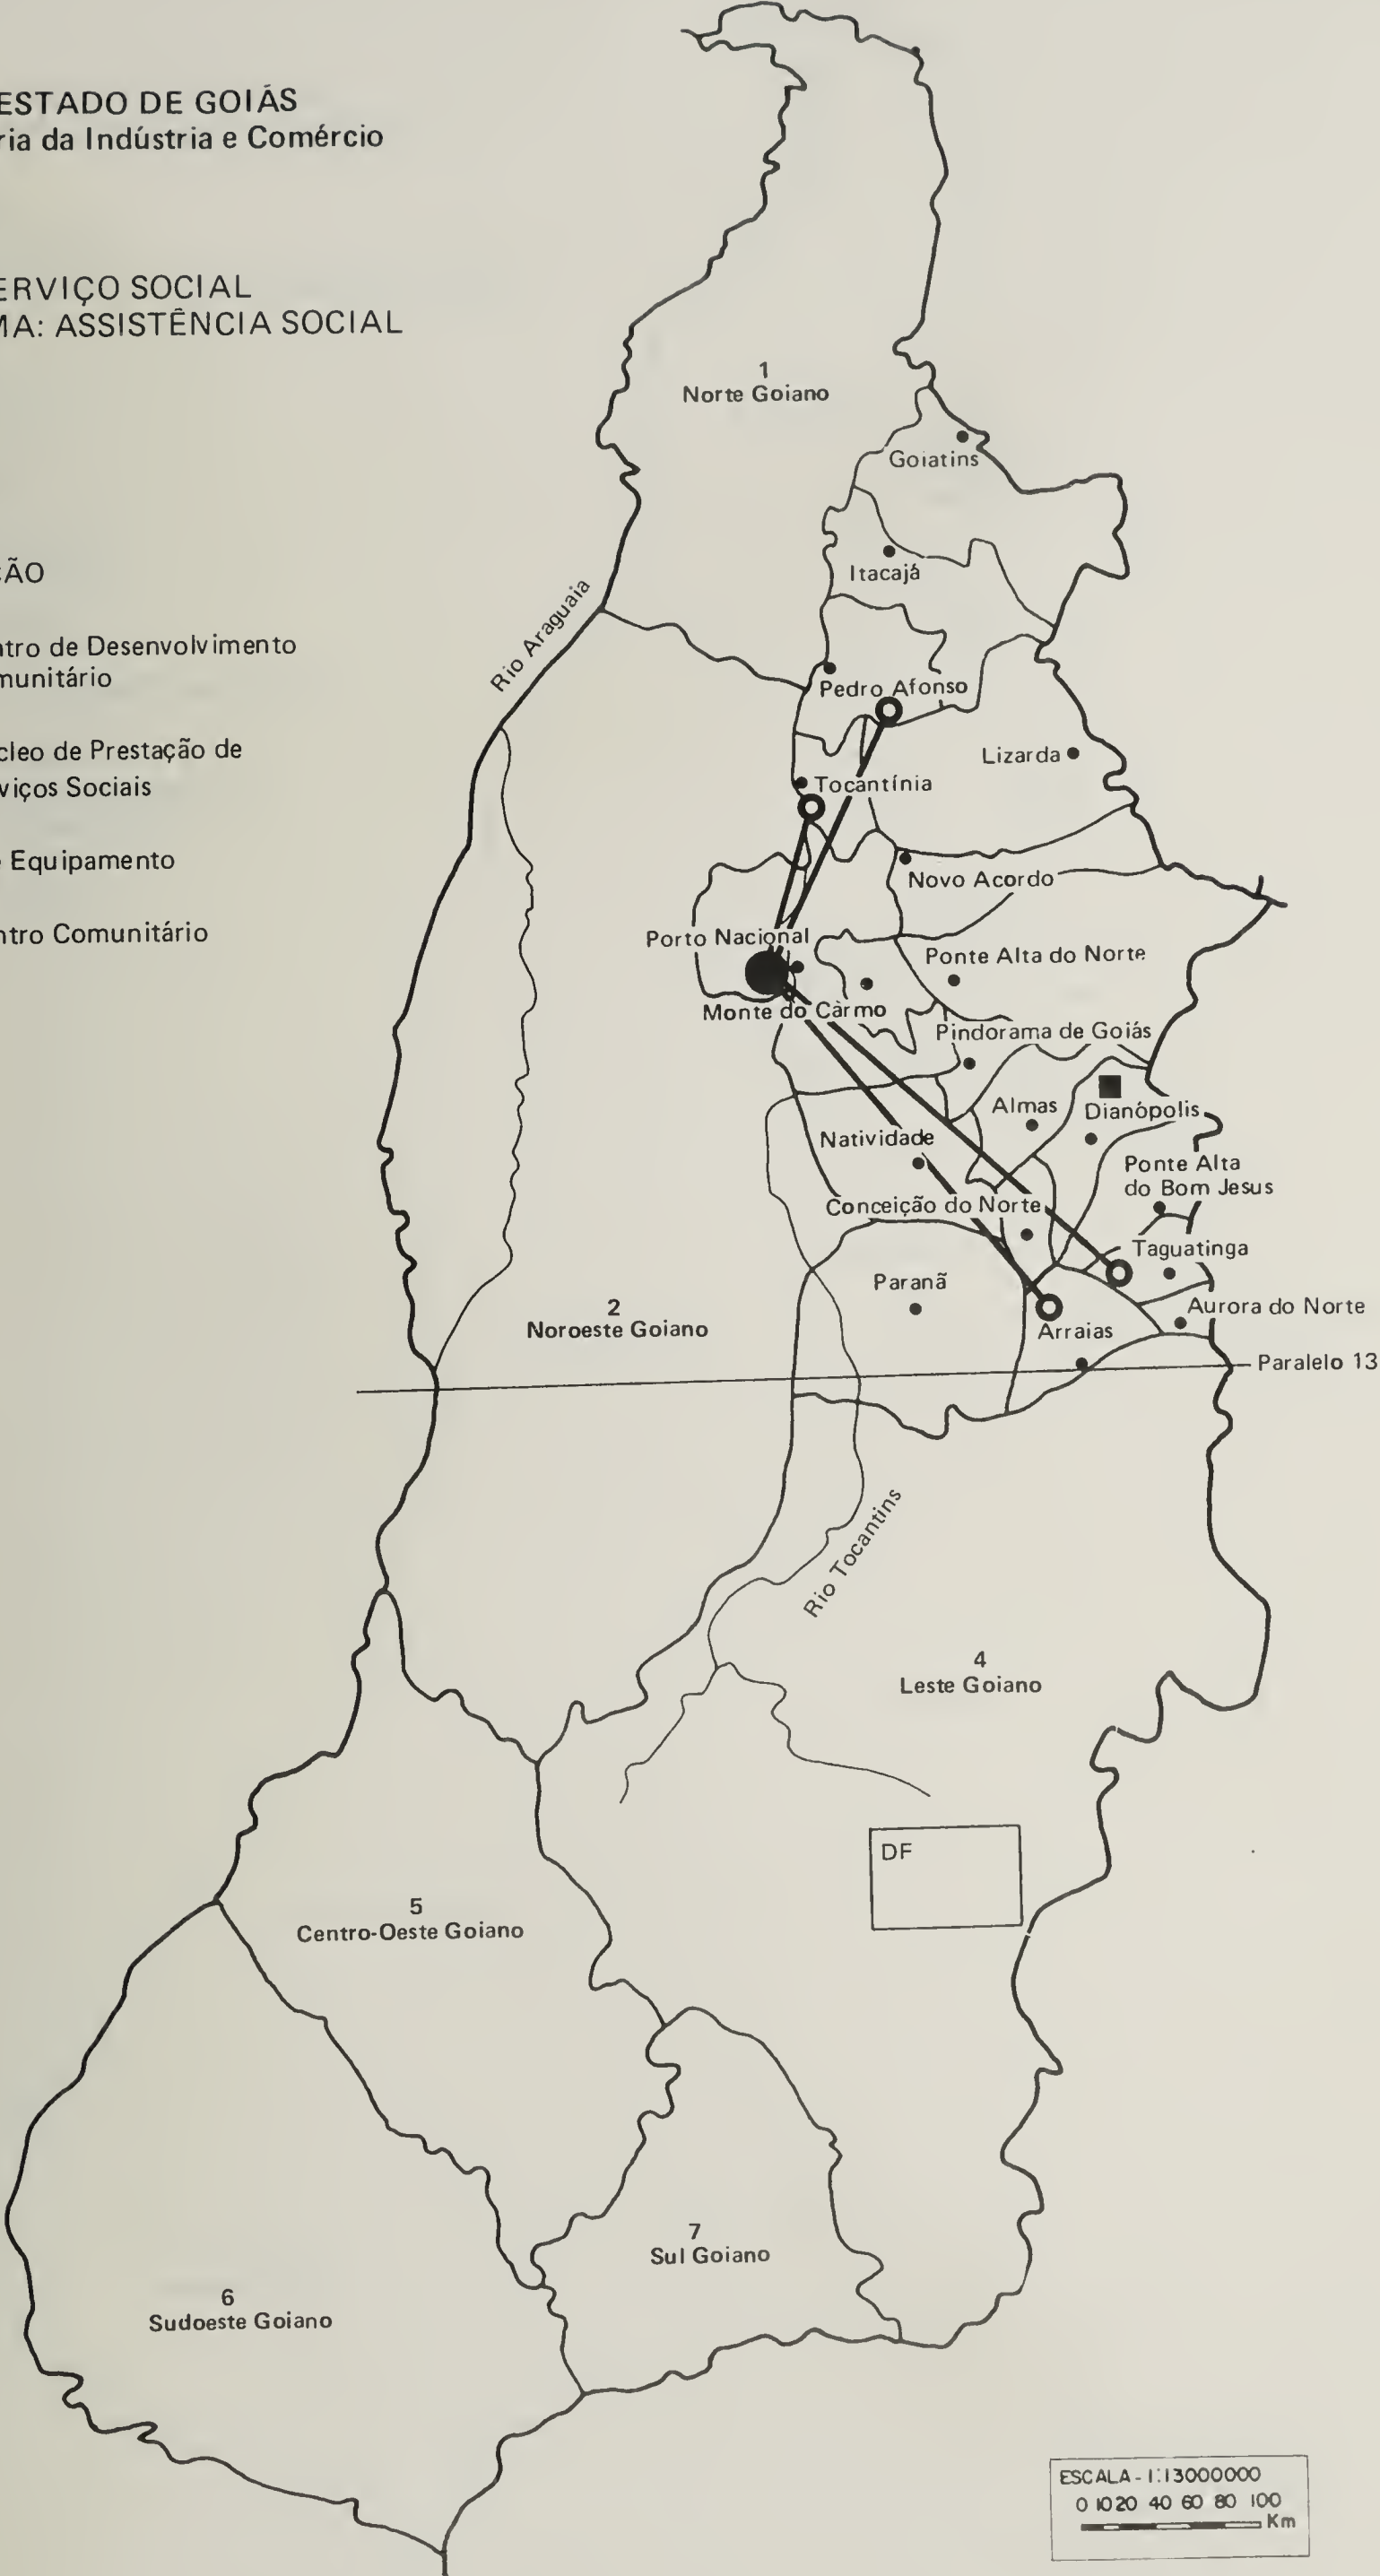 ESTADO DE GOIÁS
ria da Indústria e Comércio
ERVIÇO SOCIAL
MA: ASSISTÊNCIA SOCIAL
ÇÃO
ntro de Desenvolvimento
munitário
cleo de Prestação de
viços Sociais
e Equipamento
ntro Comunitário
1
Norte Goiano
Goiatins
Itacajá
Rio Araguaia
Pedro Afonso
Lizarda
Tocantínia
Novo Acordo
Porto Nacional
Ponte Alta do Norte
Monte do Carmo
Pindorama de Goiás
Almas
Dianópolis
Natividade
Ponte Alta
do Bom Jesus
Conceição do Norte
Taguatinga
Paranã
2
Noroeste Goiano
Aurora do Norte
Arraias
Paralelo 13
Rio Tocantins
4
Leste Goiano
DF
5
Centro-Oeste Goiano
7
Sul Goiano
6
Sudoeste Goiano
ESCALA - 1:13000000
0 10 20 40 60 80 100
Km